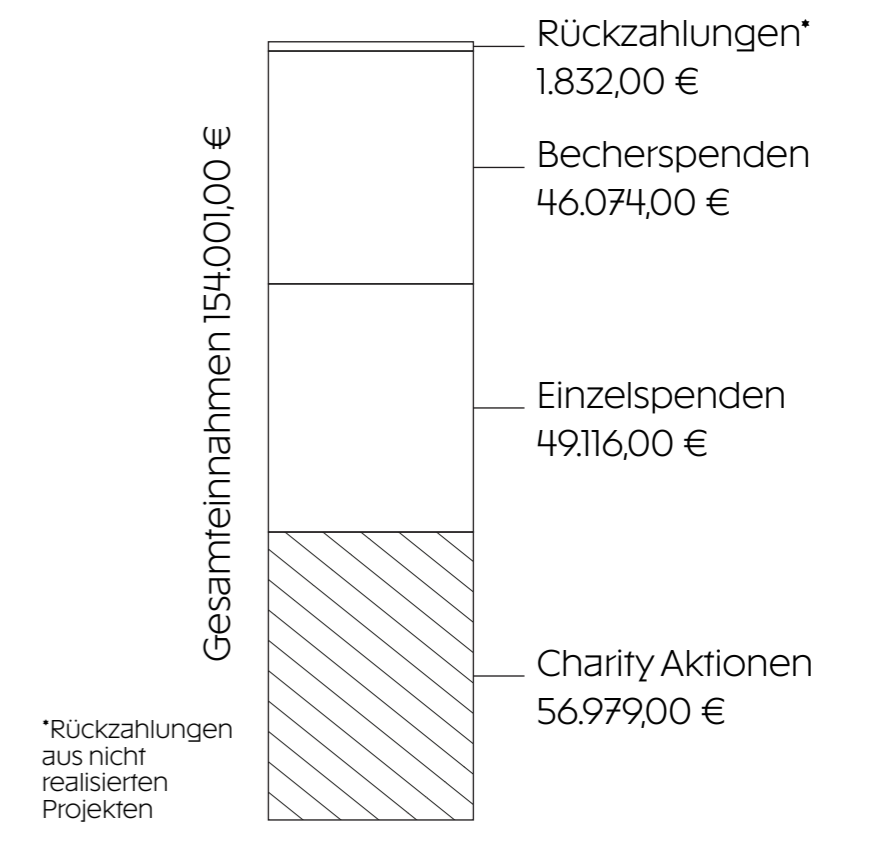 Rückzahlungen*
1.832,00 €
Becherspenden
46.074,00 €
Gesamteinnahmen 154.001,00 €
Einzelspenden
49.116,00 €
Charity Aktionen
56.979,00 €
*Rückzahlungen
aus nicht
realisierten
Projekten